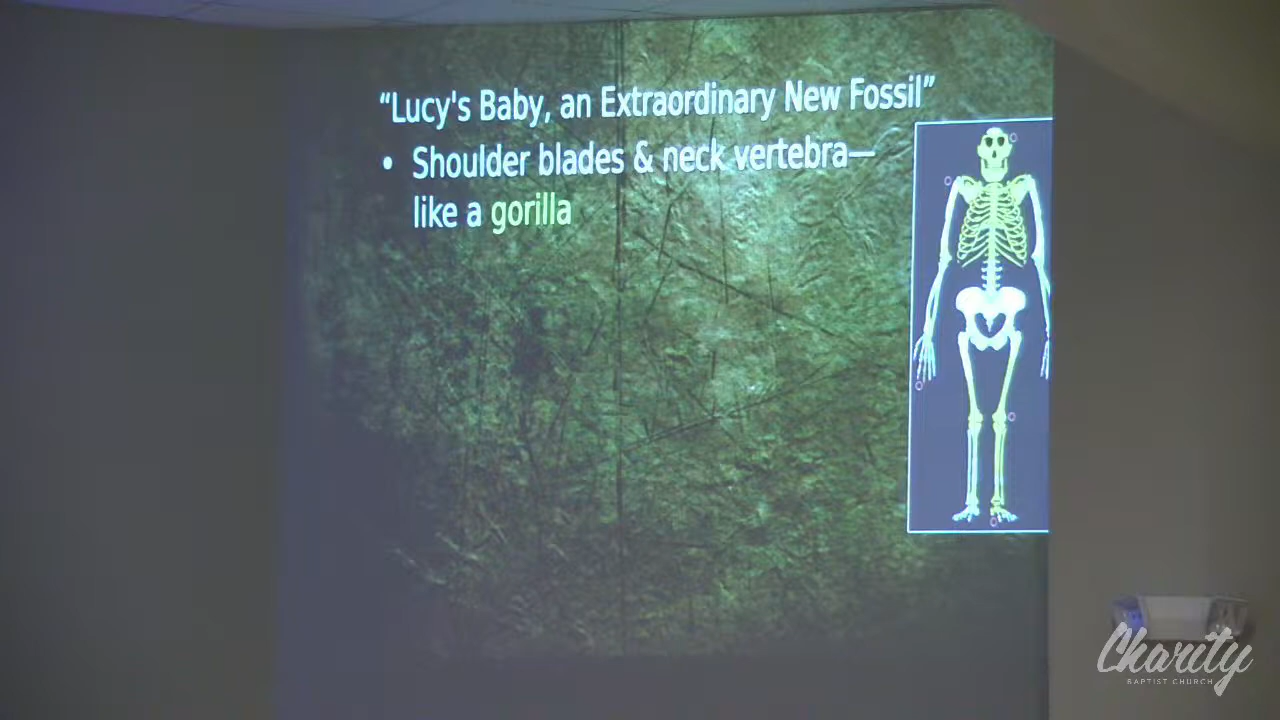 “Lucy's Baby, an Extraordinary New Fossil”
• Shoulder blades & neck vertebra—
like a gorilla
Charity
BAPTIST CHURCH